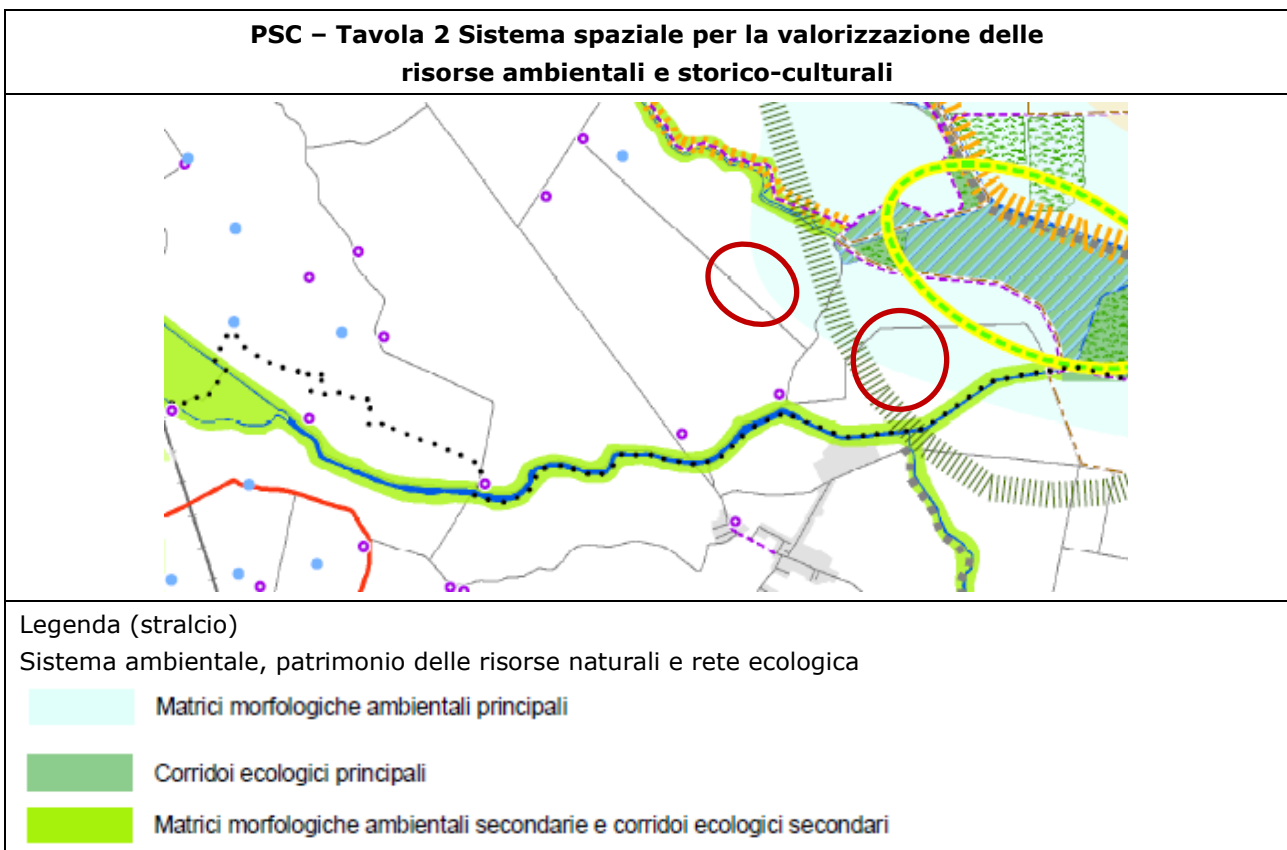 PSC – Tavola 2 Sistema spaziale per la valorizzazione delle
risorse ambientali e storico-culturali
Legenda (stralcio)
Sistema ambientale, patrimonio delle risorse naturali e rete ecologica
Matrici morfologiche ambientali principali
Corridoi ecologici principali
Matrici morfologiche ambientali secondarie e corridoi ecologici secondari